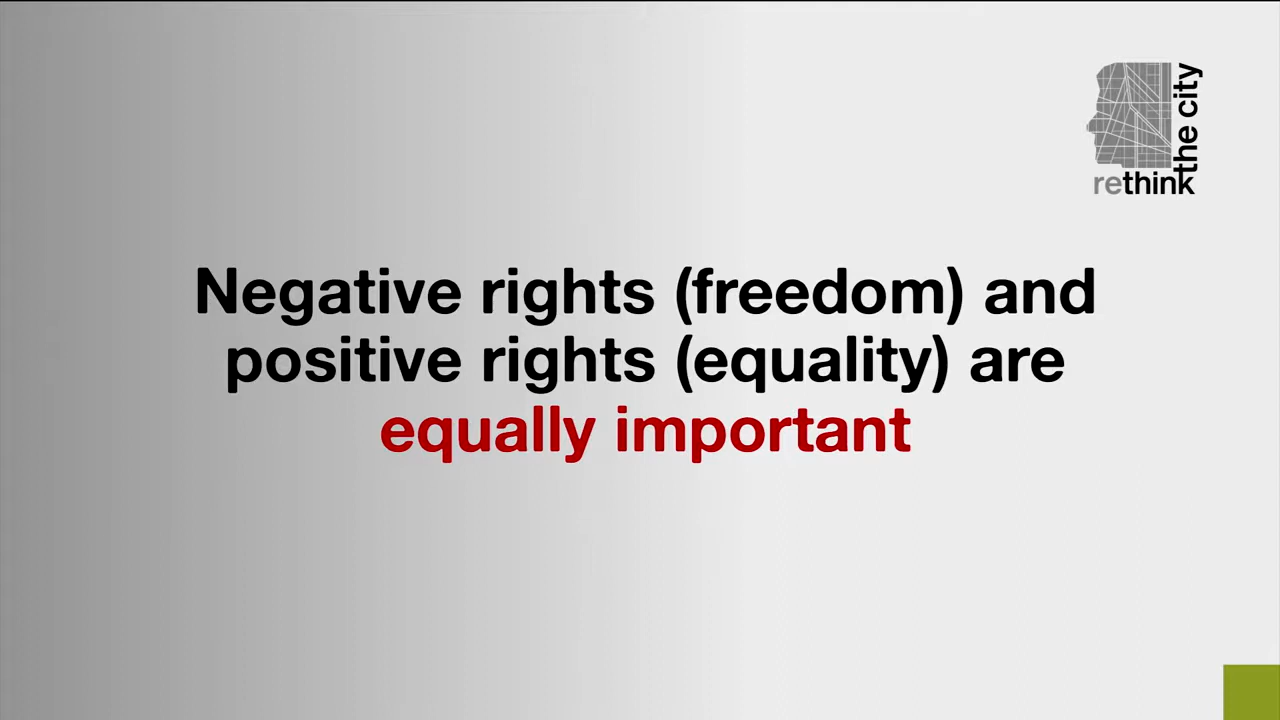 rethink
the city
Negative rights (freedom) and
positive rights (equality) are
equally important